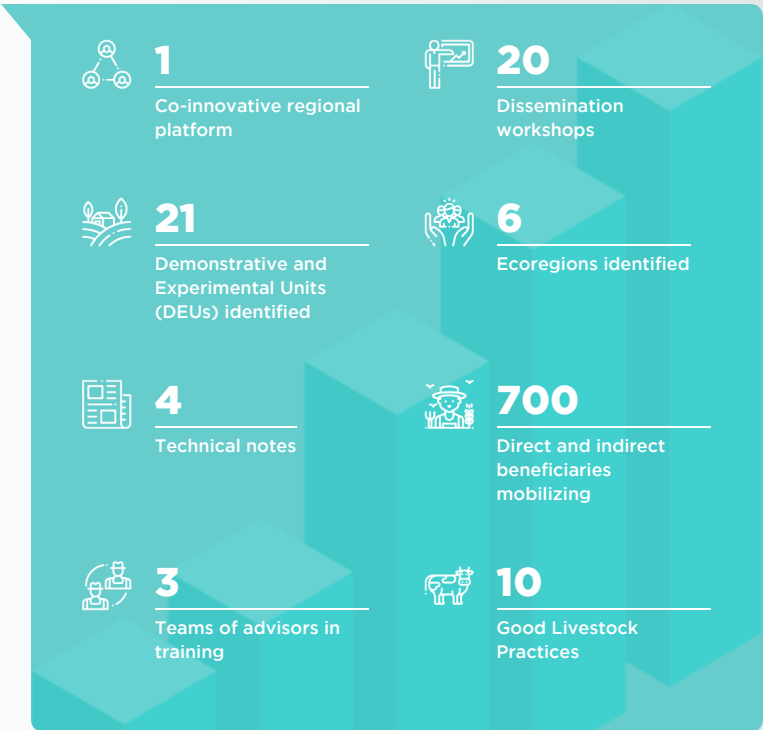 1
Co-innovative regional
platform
20
Dissemination
workshops
21
Demonstrative and
Experimental Units
(DEUs) identified
6
Ecoregions identified
4
Technical notes
700
Direct and indirect
beneficiaries
mobilizing
3
Teams of advisors in
training
10
Good Livestock
Practices